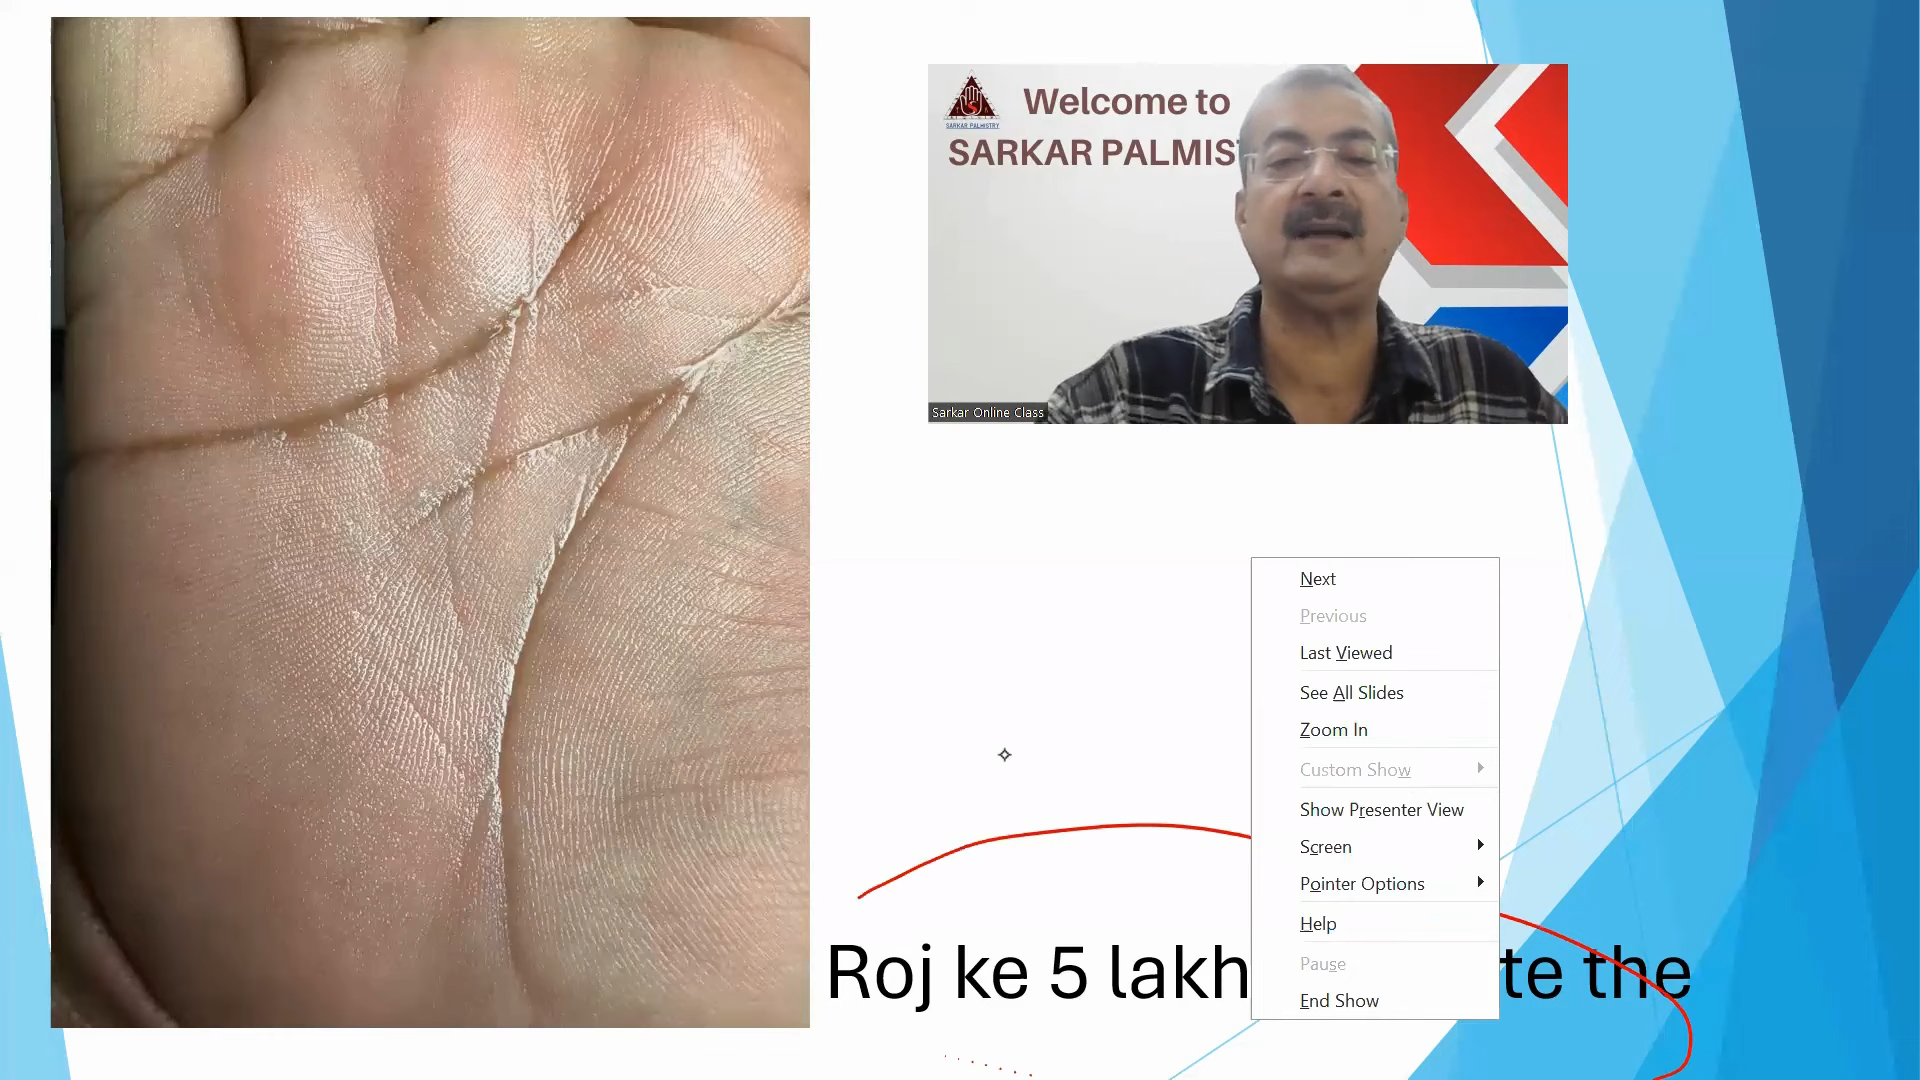 Welcome to
SARKAR PALMIS
SARKAR PALMISTRY
Sarkar Online Class
Next
Previous
Last Viewed
See All Slides
Zoom In
Custom Show
Show Presenter View
Screen
Pointer Options
Help
Pause
End Show
Roj ke 5 lakh te the